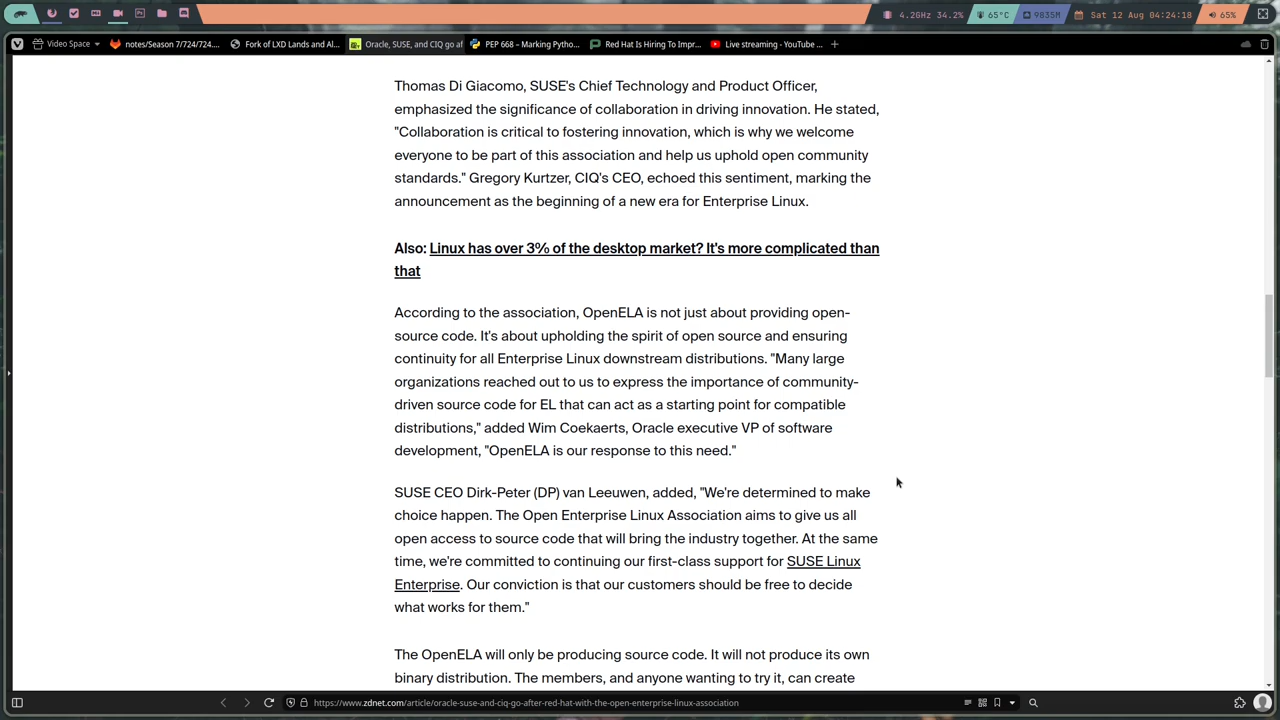 4.2GHz 34.2%
65°C
9835M
Sat 12 Aug 04:24:18
65%
Video Space
notes/Season 7/724/724....
Fork of LXD Lands and Al...
Oracle, SUSE, and CIQ go af
PEP 668 – Marking Pytho...
Red Hat Is Hiring To Impr...
Live streaming - YouTube ...
Thomas Di Giacomo, SUSE's Chief Technology and Product Officer,
emphasized the significance of collaboration in driving innovation. He stated,
"Collaboration is critical to fostering innovation, which is why we welcome
everyone to be part of this association and help us uphold open community
standards." Gregory Kurtzer, CIQ's CEO, echoed this sentiment, marking the
announcement as the beginning of a new era for Enterprise Linux.
Also: Linux has over 3% of the desktop market? It's more complicated than
that
According to the association, OpenELA is not just about providing open-
source code. It's about upholding the spirit of open source and ensuring
continuity for all Enterprise Linux downstream distributions. "Many large
organizations reached out to us to express the importance of community-
driven source code for EL that can act as a starting point for compatible
distributions," added Wim Coekaerts, Oracle executive VP of software
development, "OpenELA is our response to this need."
SUSE CEO Dirk-Peter (DP) van Leeuwen, added, "We're determined to make
choice happen. The Open Enterprise Linux Association aims to give us all
open access to source code that will bring the industry together. At the same
time, we're committed to continuing our first-class support for SUSE Linux
Enterprise. Our conviction is that our customers should be free to decide
what works for them."
The OpenELA will only be producing source code. It will not produce its own
binary distribution. The members, and anyone wanting to try it, can create
https://www.zdnet.com/article/oracle-suse-and-ciq-go-after-red-hat-with-the-open-enterprise-linux-association